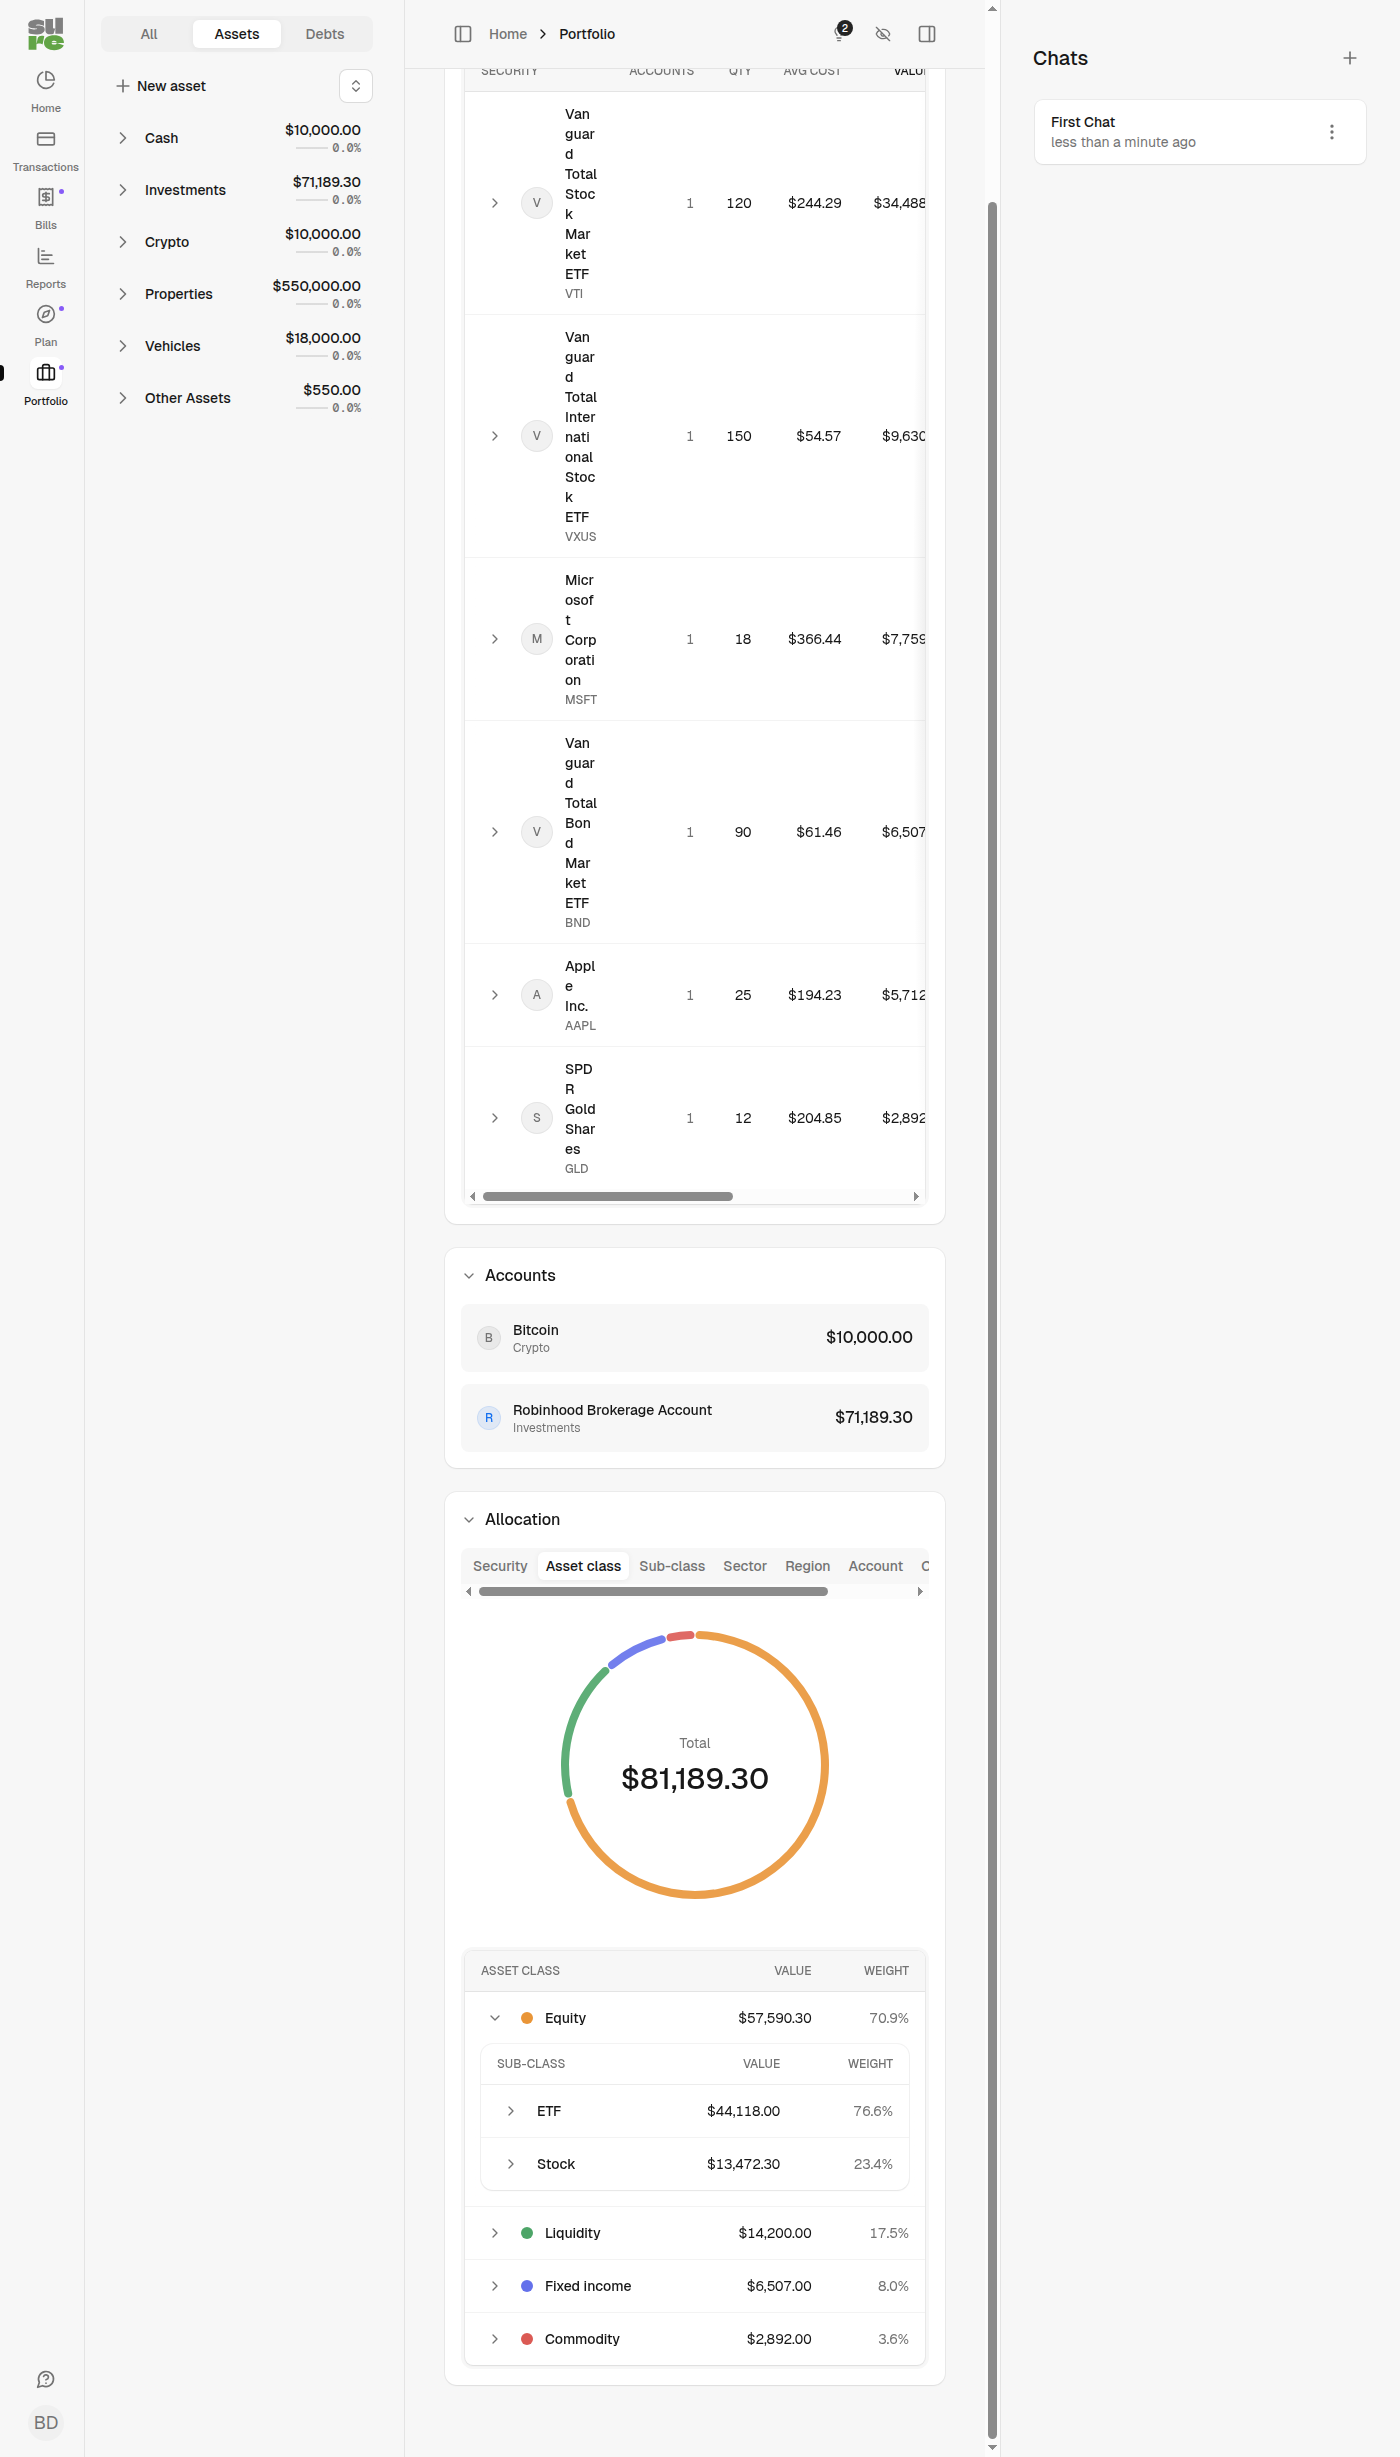 sure
Home
Transactions
Bills
Reports
Plan
Portfolio
BD
All
Assets
Debts
New asset
Cash
$10,000.00
0.0%
Investments
$71,189.30
0.0%
Crypto
$10,000.00
0.0%
Properties
$550,000.00
0.0%
Vehicles
$18,000.00
0.0%
Other Assets
$550.00
0.0%
Home > Portfolio
2
SECURITY ACCOUNTS QTY AVG COST
V
Van
guar
d
Total
Stoc
k
Mar
ket
ETF
VTI
1 120 $244.29 $34,488
V
Van
guar
d
Total
Inter
nati
onal
Stoc
k
ETF
VXUS
1 150 $54.57 $9,630
M
Micr
osof
t
Corp
orati
on
MSFT
1 18 $366.44 $7,759
V
Van
guar
d
Total
Bon
d
Mar
ket
ETF
BND
1 90 $61.46 $6,507
A
Appl
e
Inc.
AAPL
1 25 $194.23 $5,712
S
SPD
R
Gold
Shar
es
GLD
1 12 $204.85 $2,892
Accounts
B
Bitcoin
Crypto
$10,000.00
R
Robinhood Brokerage Account
Investments
$71,189.30
Allocation
Security Asset class Sub-class Sector Region Account
Total
$81,189.30
ASSET CLASS VALUE WEIGHT
Equity $57,590.30 70.9%
SUB-CLASS VALUE WEIGHT
ETF $44,118.00 76.6%
Stock $13,472.30 23.4%
Liquidity $14,200.00 17.5%
Fixed income $6,507.00 8.0%
Commodity $2,892.00 3.6%
Chats
First Chat
less than a minute ago